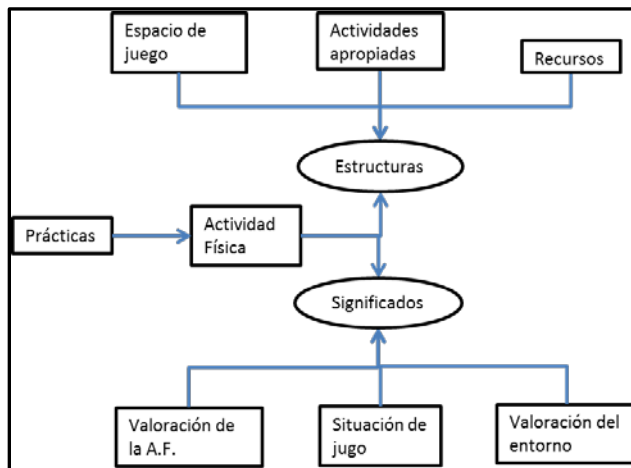 Espacio de
juego
Actividades
apropiadas
Recursos
Estructuras
Prácticas
Actividad
Física
Significados
Valoración de
la A.F.
Situación de
jugo
Valoración del
entorno